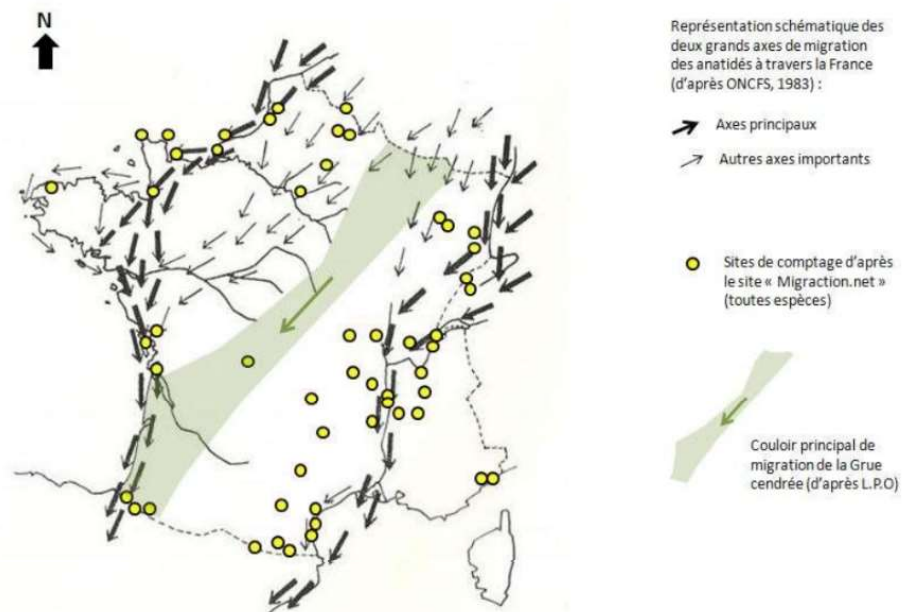 N
Représentation schématique des
deux grands axes de migration
des anatidés à travers la France
(d'après ONCFS, 1983) :
Axes principaux
Autres axes importants
Sites de comptage d'après
le site « Migraction.net »
(toutes espèces)
Couloir principal de
migration de la Grue
cendrée (d'après L.P.O)